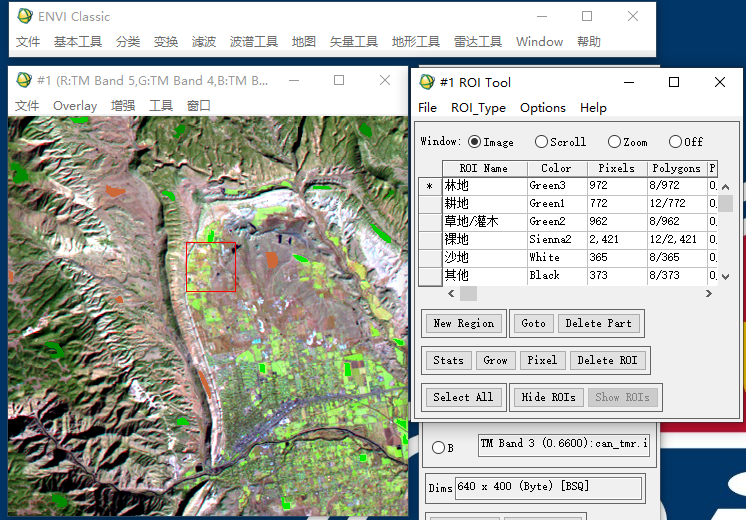 ENVI Classic
文件 基本工具 分类 变换 滤波 波谱工具 地图 矢量工具 地形工具 雷达工具 Window 帮助
#1 (R:TM Band 5,G:TM Band 4,B:TM B...
文件 Overlay 增强 工具 窗口
#1 ROI Tool
File ROI_Type Options Help
Window: Image Scroll Zoom Off
ROI Name Color Pixels Polygons P
* 林地 Green3 972 8/972 0.
耕地 Green1 772 12/772 0.
草地/灌木 Green2 962 8/962 0.
裸地 Sienna2 2,421 12/2,421 0.
沙地 White 365 8/365 0.
其他 Black 373 8/373 0.
New Region Goto Delete Part
Stats Grow Pixel Delete ROI
Select All Hide ROIs Show ROIs
B TM Band 3 (0.6600):can_tmr.i
Dims 640 x 400 (Byte) [BSQ]